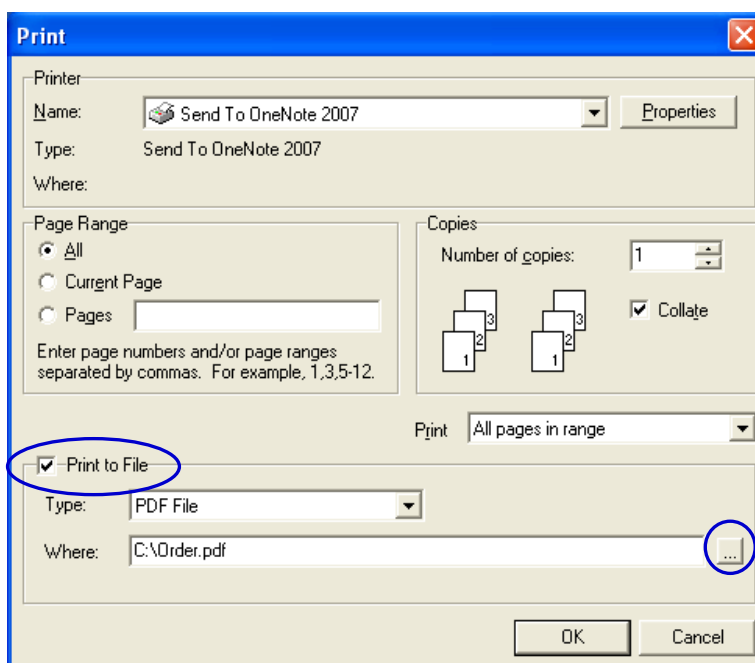 Print
Printer
Name: Send To OneNote 2007 Properties
Type: Send To OneNote 2007
Where:
Page Range
All
Current Page
Pages
Enter page numbers and/or page ranges
separated by commas. For example, 1,3,5-12.
Copies
Number of copies: 1
3 3
2 2
1 1
Collate
Print All pages in range
Print to File
Type: PDF File
Where: C:\Order.pdf ...
OK Cancel